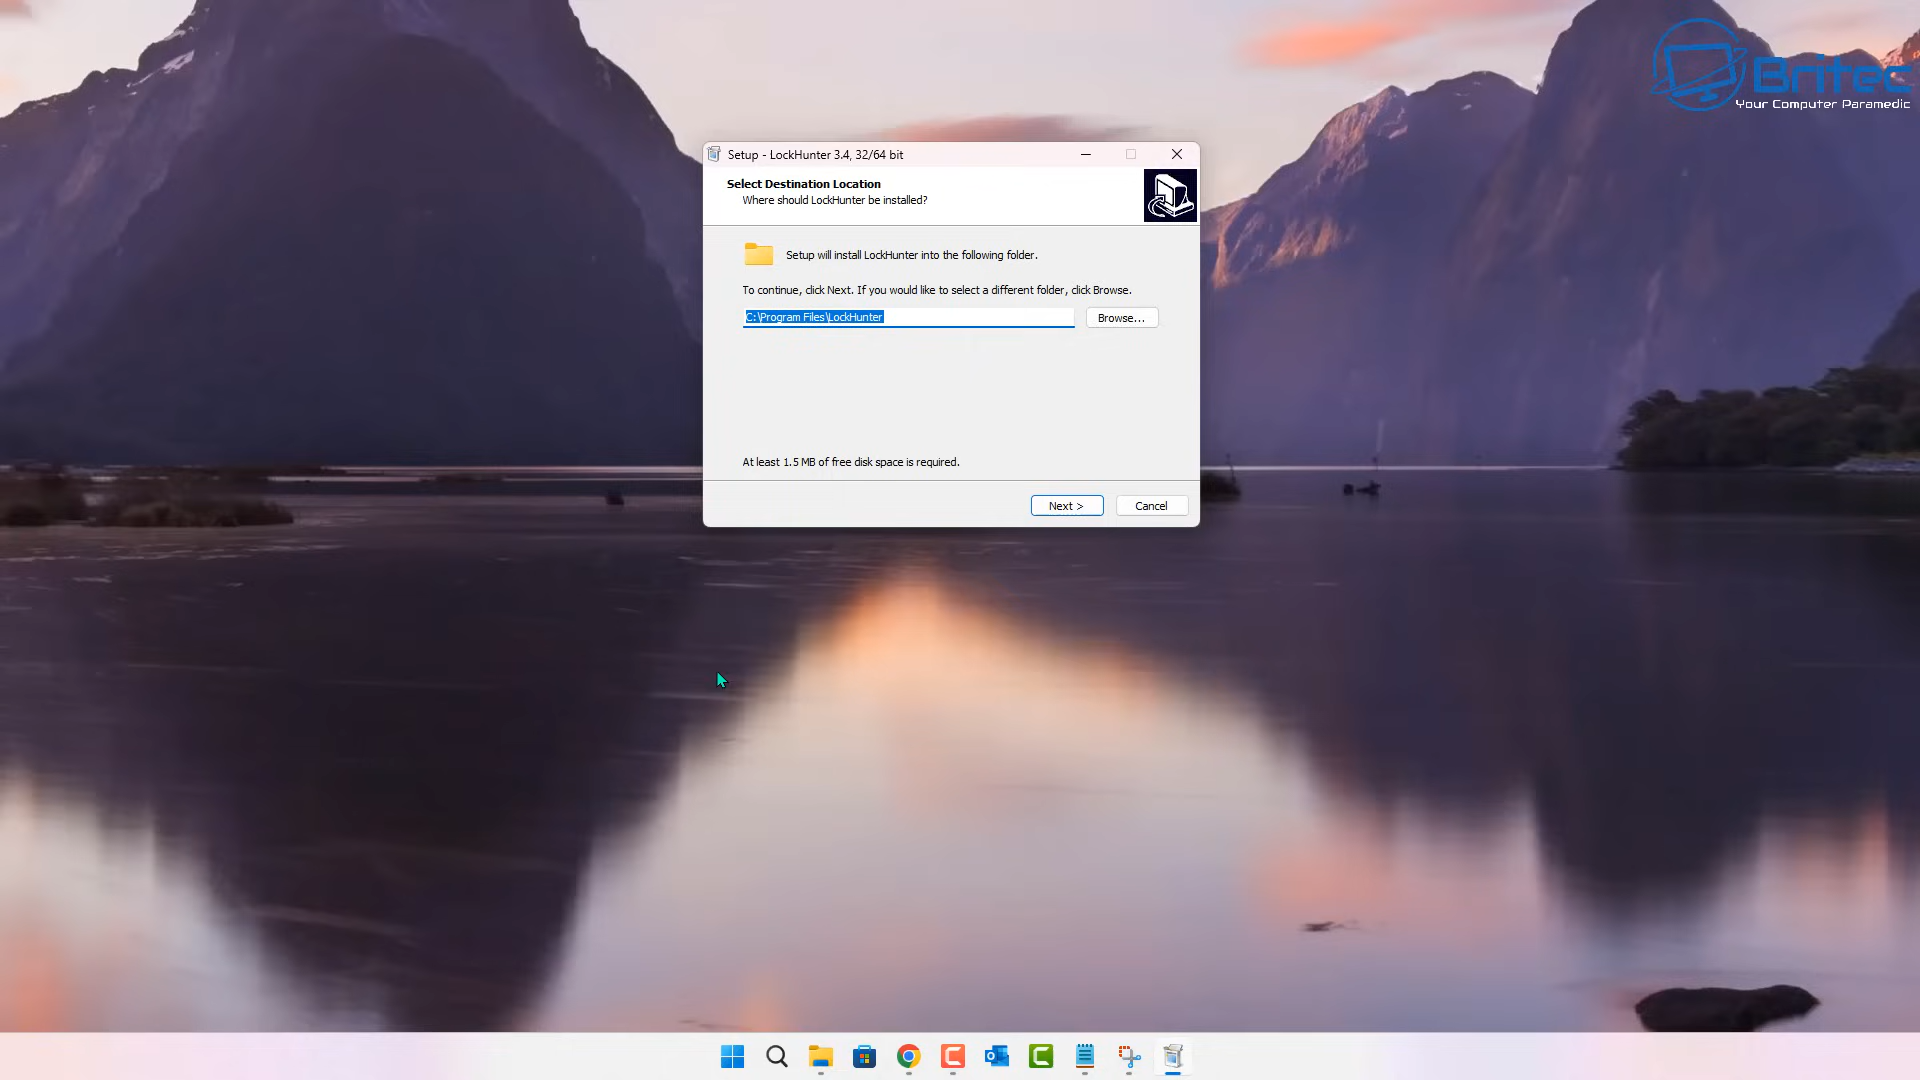 Britec
Your Computer Paramedic
Setup - LockHunter 3.4, 32/64 bit
Select Destination Location
Where should LockHunter be installed?
Setup will install LockHunter into the following folder.
To continue, click Next. If you would like to select a different folder, click Browse.
C:\Program Files\LockHunter
Browse...
At least 1.5 MB of free disk space is required.
Next >
Cancel